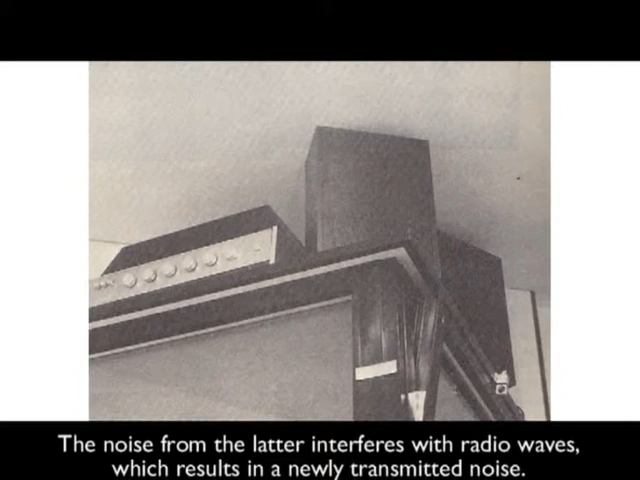 The noise from the latter interferes with radio waves,
which results in a newly transmitted noise.